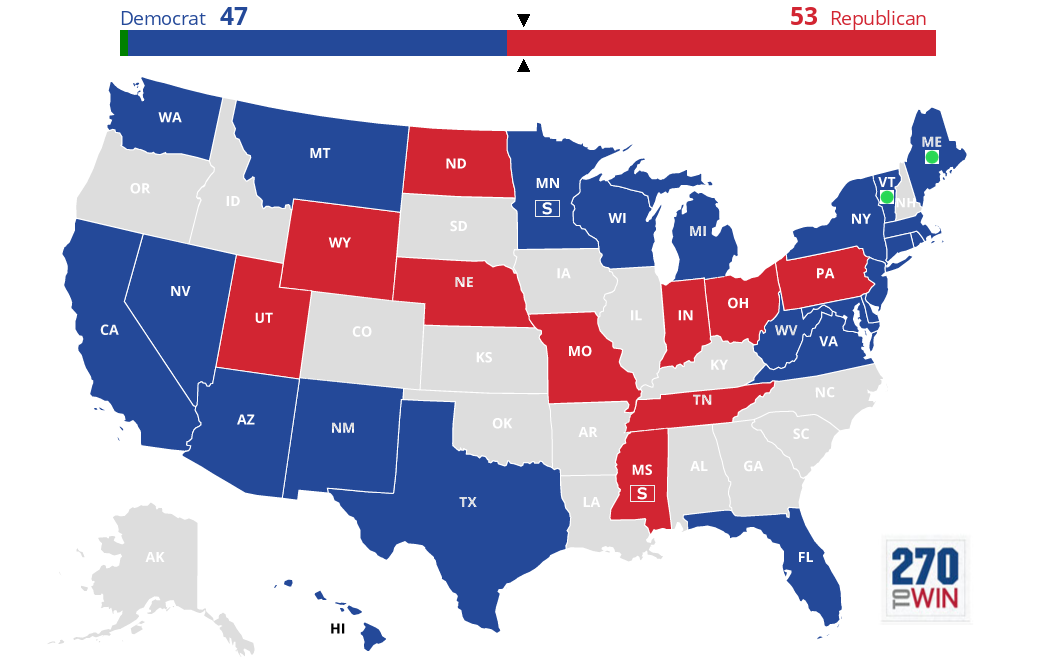 Democrat 47
53 Republican
WA
MT
ND
MN
S
ME
VT
NH
OR
ID
SD
WI
MI
NY
WY
IA
NE
PA
NV
UT
CO
IL
IN
OH
CA
KS
MO
WV
VA
KY
AZ
NM
OK
AR
TN
NC
SC
TX
LA
MS
S
AL
GA
AK
FL
HI
270
TO WIN